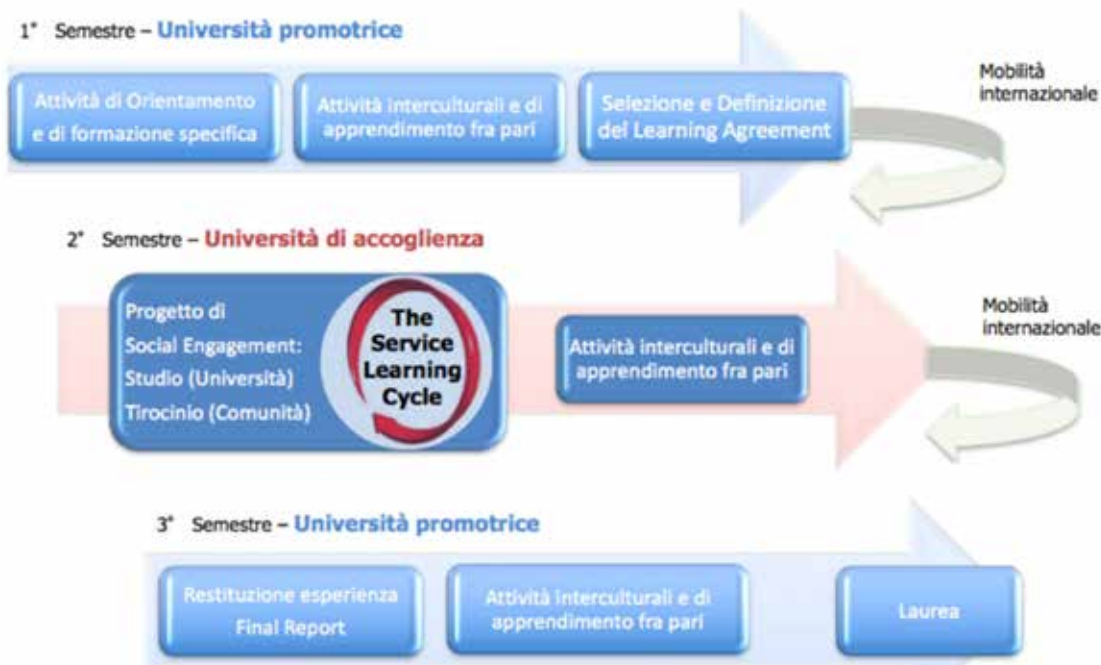 1° Semestre – Università promotrice
Mobilità
internazionale
Attività di Orientamento
e di formazione specifica
Attività interculturali e di
apprendimento fra pari
Selezione e Definizione
del Learning Agreement
2° Semestre – Università di accoglienza
Progetto di
Social Engagement:
Studio (Università)
Tirocinio (Comunità)
The
Service
Learning
Cycle
Attività interculturali e di
apprendimento fra pari
Mobilità
internazionale
3° Semestre – Università promotrice
Restituzione esperienza
Final Report
Attività interculturali e di
apprendimento fra pari
Laurea